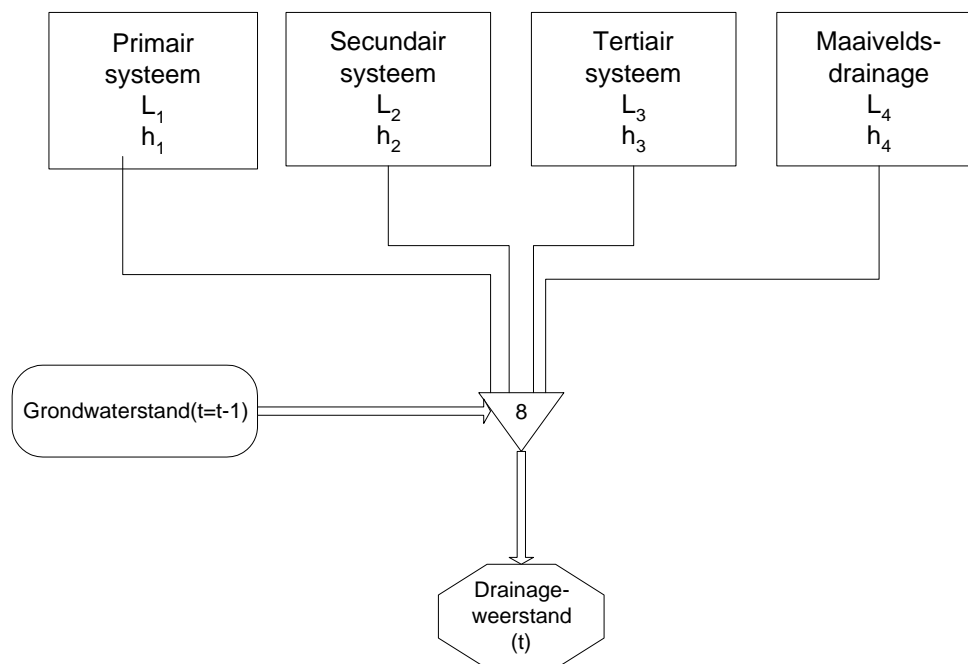 Primair
systeem
L₁
h₁
Secundair
systeem
L₂
h₂
Tertiair
systeem
L₃
h₃
Maaivelds-
drainage
L₄
h₄
Grondwaterstand(t=t-1)
8
Drainage-
weerstand
(t)